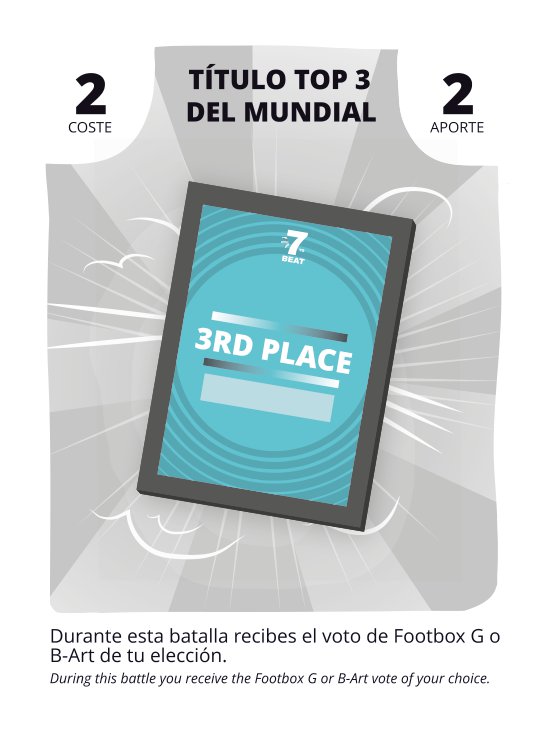 TÍTULO TOP 3
DEL MUNDIAL
2
COSTE
2
APORTE
7
BEAT
3RD PLACE
Durante esta batalla recibes el voto de Footbox G o
B-Art de tu elección.
During this battle you receive the Footbox G or B-Art vote of your choice.